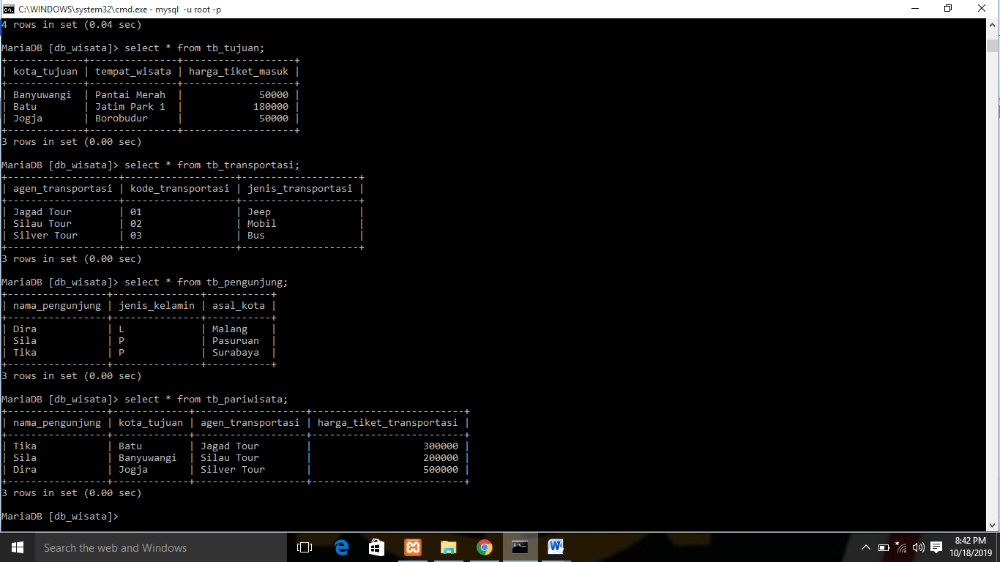 C:\WINDOWS\system32\cmd.exe - mysql  -u root -p
4 rows in set (0.04 sec)
MariaDB [db_wisata]> select * from tb_tujuan;
+-------------+---------------+-------------------+
| kota_tujuan | tempat_wisata | harga_tiket_masuk |
+-------------+---------------+-------------------+
| Banyuwangi  | Pantai Merah  |             50000 |
| Batu        | Jatim Park 1  |            180000 |
| Jogja       | Borobudur     |             50000 |
+-------------+---------------+-------------------+
3 rows in set (0.00 sec)
MariaDB [db_wisata]> select * from tb_transportasi;
+-------------------+-------------------+--------------------+
| agen_transportasi | kode_transportasi | jenis_transportasi |
+-------------------+-------------------+--------------------+
| Jagad Tour        | 01                | Jeep               |
| Silau Tour        | 02                | Mobil              |
| Silver Tour       | 03                | Bus                |
+-------------------+-------------------+--------------------+
3 rows in set (0.00 sec)
MariaDB [db_wisata]> select * from tb_pengunjung;
+-----------------+---------------+-----------+
| nama_pengunjung | jenis_kelamin | asal_kota |
+-----------------+---------------+-----------+
| Dira            | L             | Malang    |
| Sila            | P             | Pasuruan  |
| Tika            | P             | Surabaya  |
+-----------------+---------------+-----------+
3 rows in set (0.00 sec)
MariaDB [db_wisata]> select * from tb_pariwisata;
+-----------------+-------------+-------------------+--------------------------+
| nama_pengunjung | kota_tujuan | agen_transportasi | harga_tiket_transportasi |
+-----------------+-------------+-------------------+--------------------------+
| Tika            | Batu        | Jagad Tour        |                   300000 |
| Sila            | Banyuwangi  | Silau Tour        |                   200000 |
| Dira            | Jogja       | Silver Tour       |                   500000 |
+-----------------+-------------+-------------------+--------------------------+
3 rows in set (0.00 sec)
MariaDB [db_wisata]>
Search the web and Windows
8:42 PM
10/18/2019